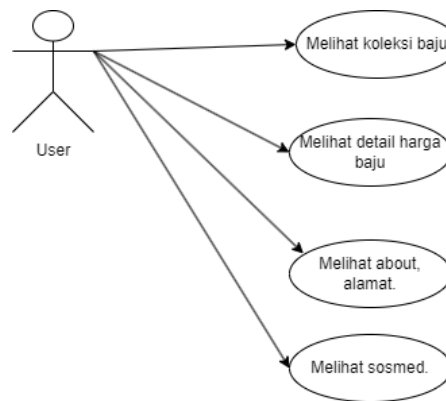 Melihat koleksi baju
User
Melihat detail harga
baju
Melihat about,
alamat.
Melihat sosmed.